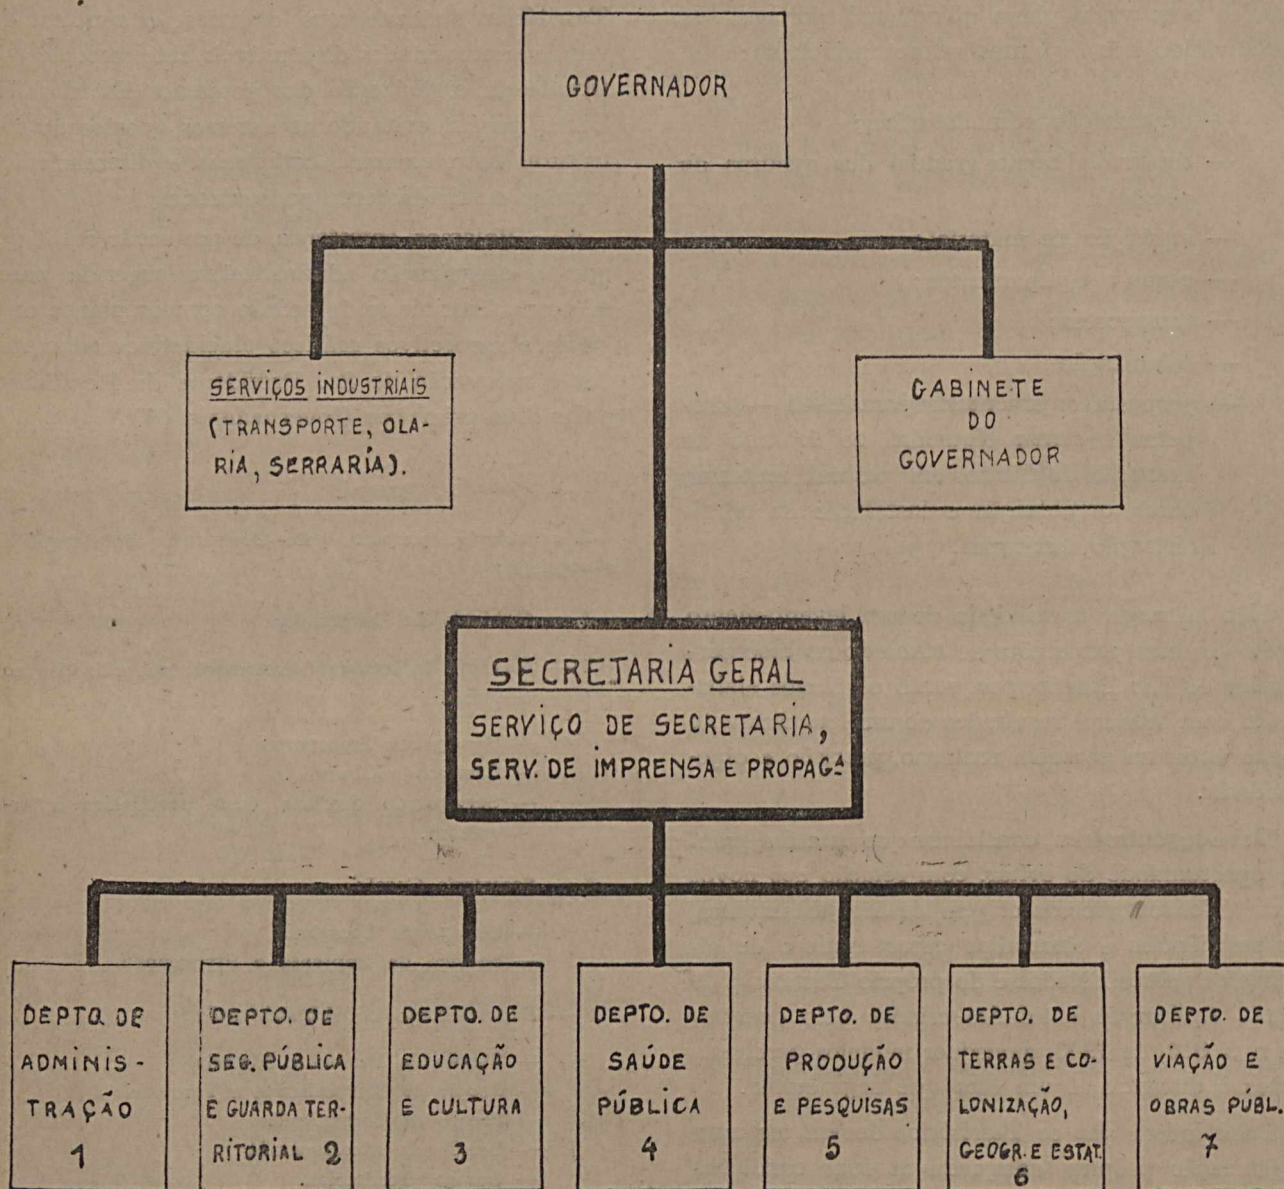 GOVERNADOR
SERVIÇOS INDUSTRIAIS
(TRANSPORTE, OLA-
RIA, SERRARÍA).
GABINETE
DO
GOVERNADOR
SECRETARIA GERAL
SERVIÇO DE SECRETARIA,
SERV. DE IMPRENSA E PROPAGª
DEPTO. DE
ADMINIS-
TRAÇÃO
1
DEPTO. DE
SEG. PÚBLICA
E GUARDA TER-
RITORIAL 2
DEPTO. DE
EDUCAÇÃO
E CULTURA
3
DEPTO. DE
SAÚDE
PÚBLICA
4
DEPTO. DE
PRODUÇÃO
E PESQUISAS
5
DEPTO. DE
TERRAS E CO-
LONIZAÇÃO,
GEOGR. E ESTAT.
6
DEPTO. DE
VIAÇÃO E
OBRAS PÚBL.
7